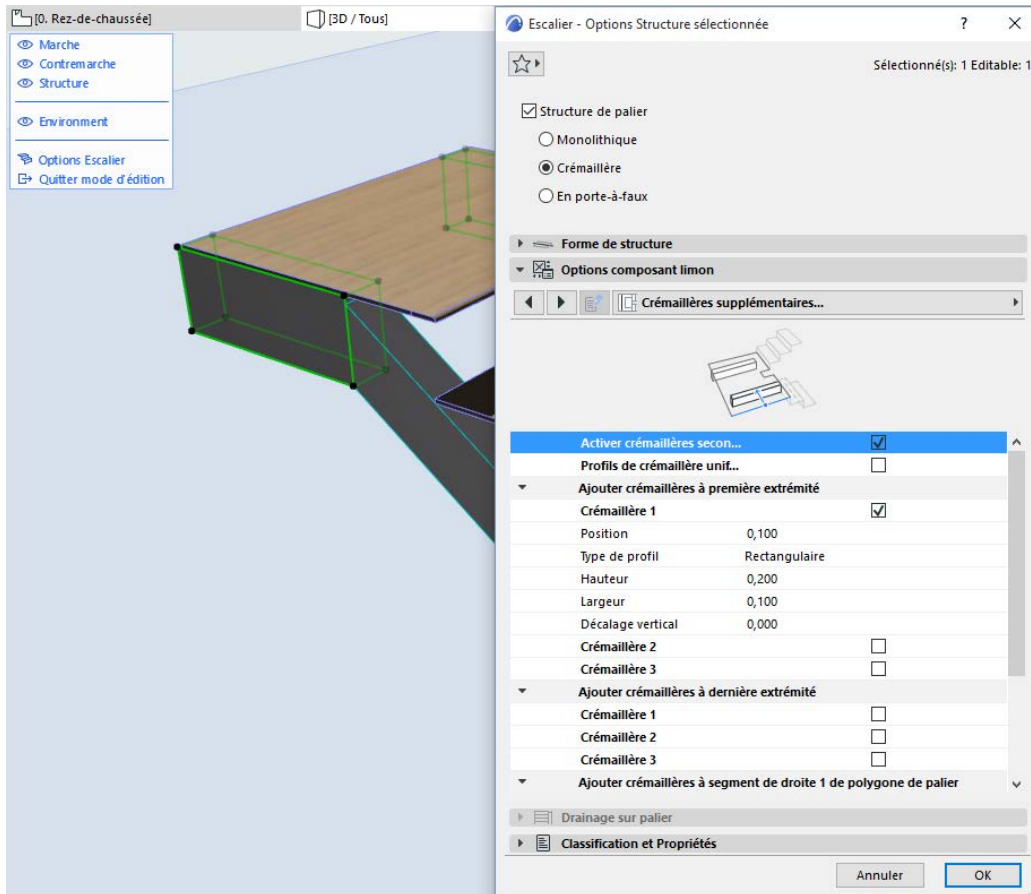 [0. Rez-de-chaussée]
[3D / Tous]
Marche
Contremarche
Structure
Environment
Options Escalier
Quitter mode d'édition
Escalier - Options Structure sélectionnée
?
Sélectionné(s): 1 Editable: 1
Structure de palier
Monolithique
Crémaillère
En porte-à-faux
Forme de structure
Options composant limon
Crémaillères supplémentaires...
Activer crémaillères secon...
Profils de crémaillère unif...
Ajouter crémaillères à première extrémité
Crémaillère 1
Position 0,100
Type de profil Rectangulaire
Hauteur 0,200
Largeur 0,100
Décalage vertical 0,000
Crémaillère 2
Crémaillère 3
Ajouter crémaillères à dernière extrémité
Crémaillère 1
Crémaillère 2
Crémaillère 3
Ajouter crémaillères à segment de droite 1 de polygone de palier
Drainage sur palier
Classification et Propriétés
Annuler OK